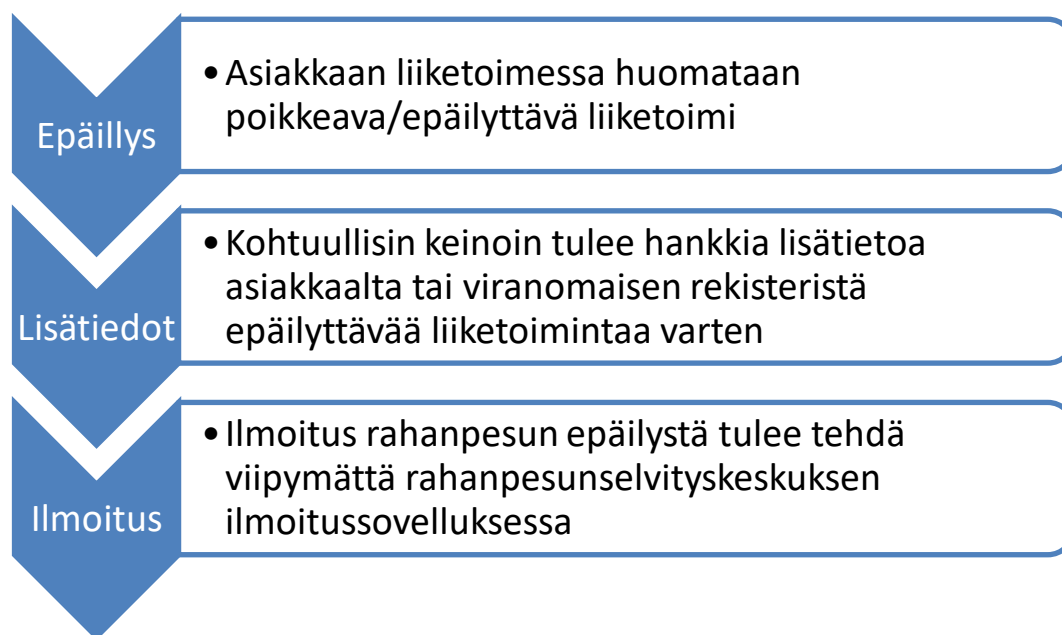 Epäillys
• Asiakkaan liiketoimessa huomataan
poikkeava/epäilyttävä liiketoimi
Lisätiedot
• Kohtuullisin keinoin tulee hankkia lisätietoa
asiakkaalta tai viranomaisen rekisteristä
epäilyttävää liiketoimintaa varten
Ilmoitus
• Ilmoitus rahanpesun epäilystä tulee tehdä
viipymättä rahanpesunselvityskeskuksen
ilmoitussovelluksessa